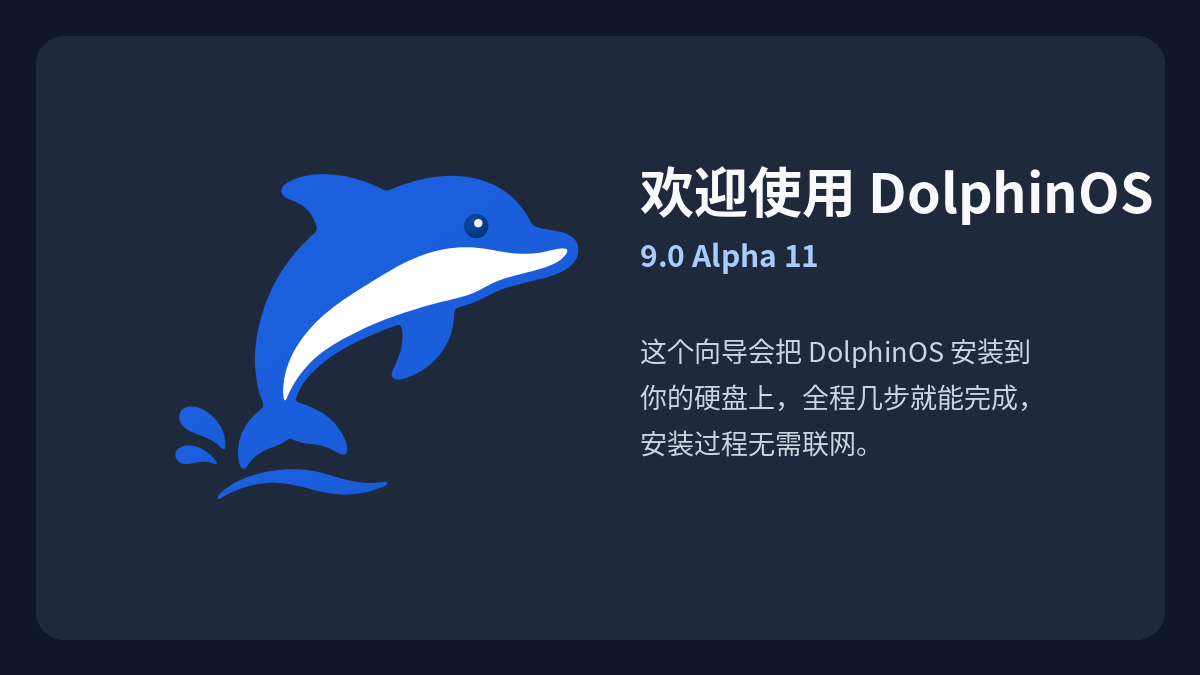 欢迎使用 DolphinOS
9.0 Alpha 11
这个向导会把 DolphinOS 安装到
你的硬盘上，全程几步就能完成，
安装过程无需联网。